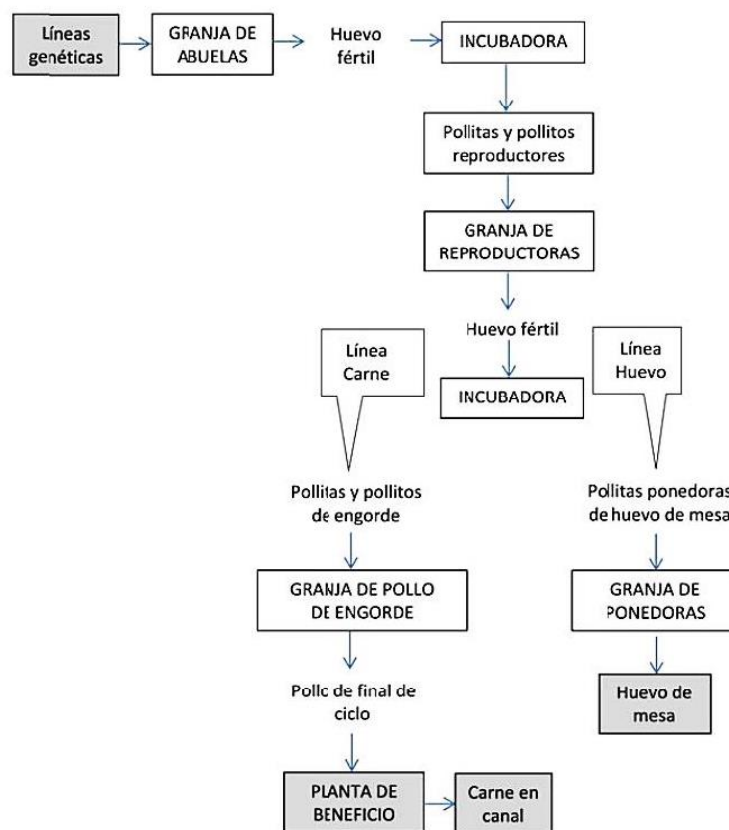 Líneas
genéticas
GRANJA DE
ABUELAS
Huevo
fértil
INCUBADORA
Pollitas y pollitos
reproductores
GRANJA DE
REPRODUCTORAS
Huevo fértil
INCUBADORA
Línea
Carne
Línea
Huevo
Pollitas y pollitos
de engorde
Pollitas ponedoras
de huevo de mesa
GRANJA DE POLLO
DE ENGORDE
GRANJA DE
PONEDORAS
Pollo de final de
ciclo
Huevo de
mesa
PLANTA DE
BENEFICIO
Carne en
canal